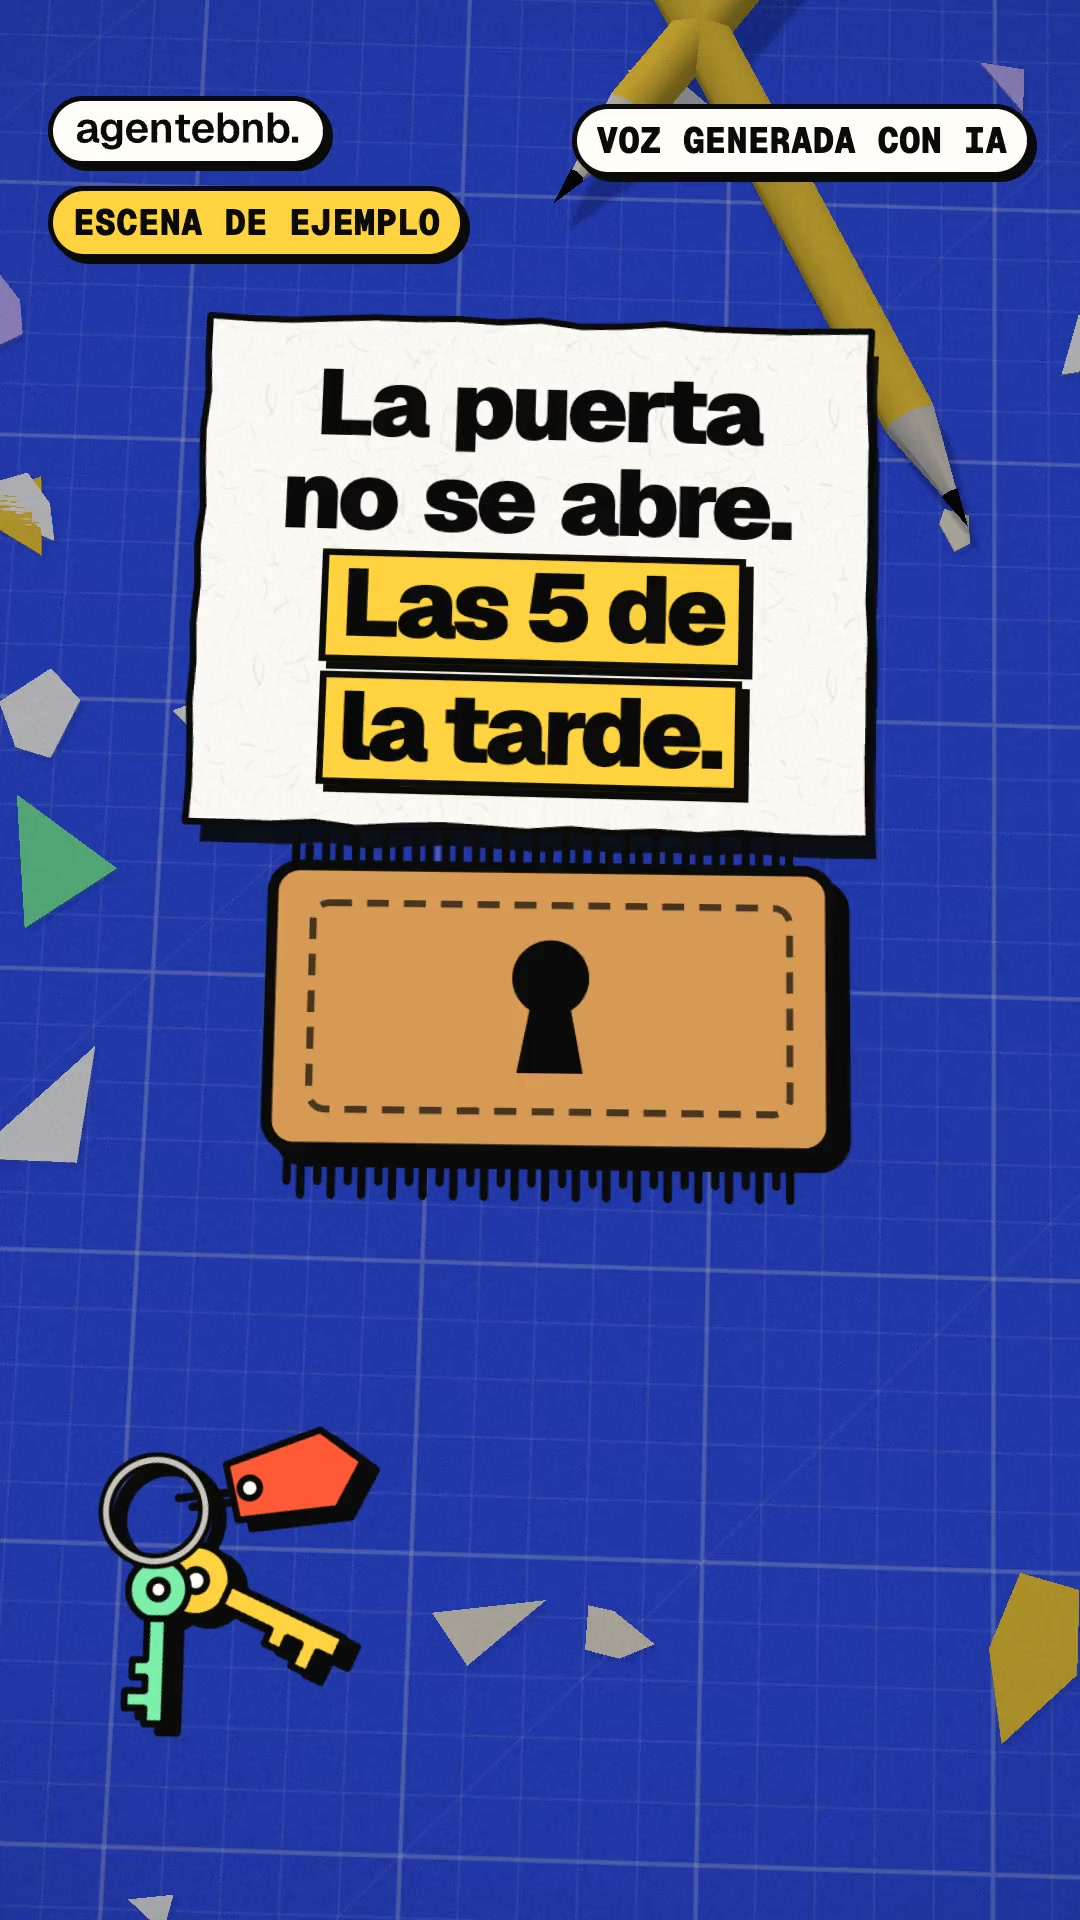 agentebnb.
VOZ GENERADA CON IA
ESCENA DE EJEMPLO
La puerta
no se abre.
Las 5 de
la tarde.